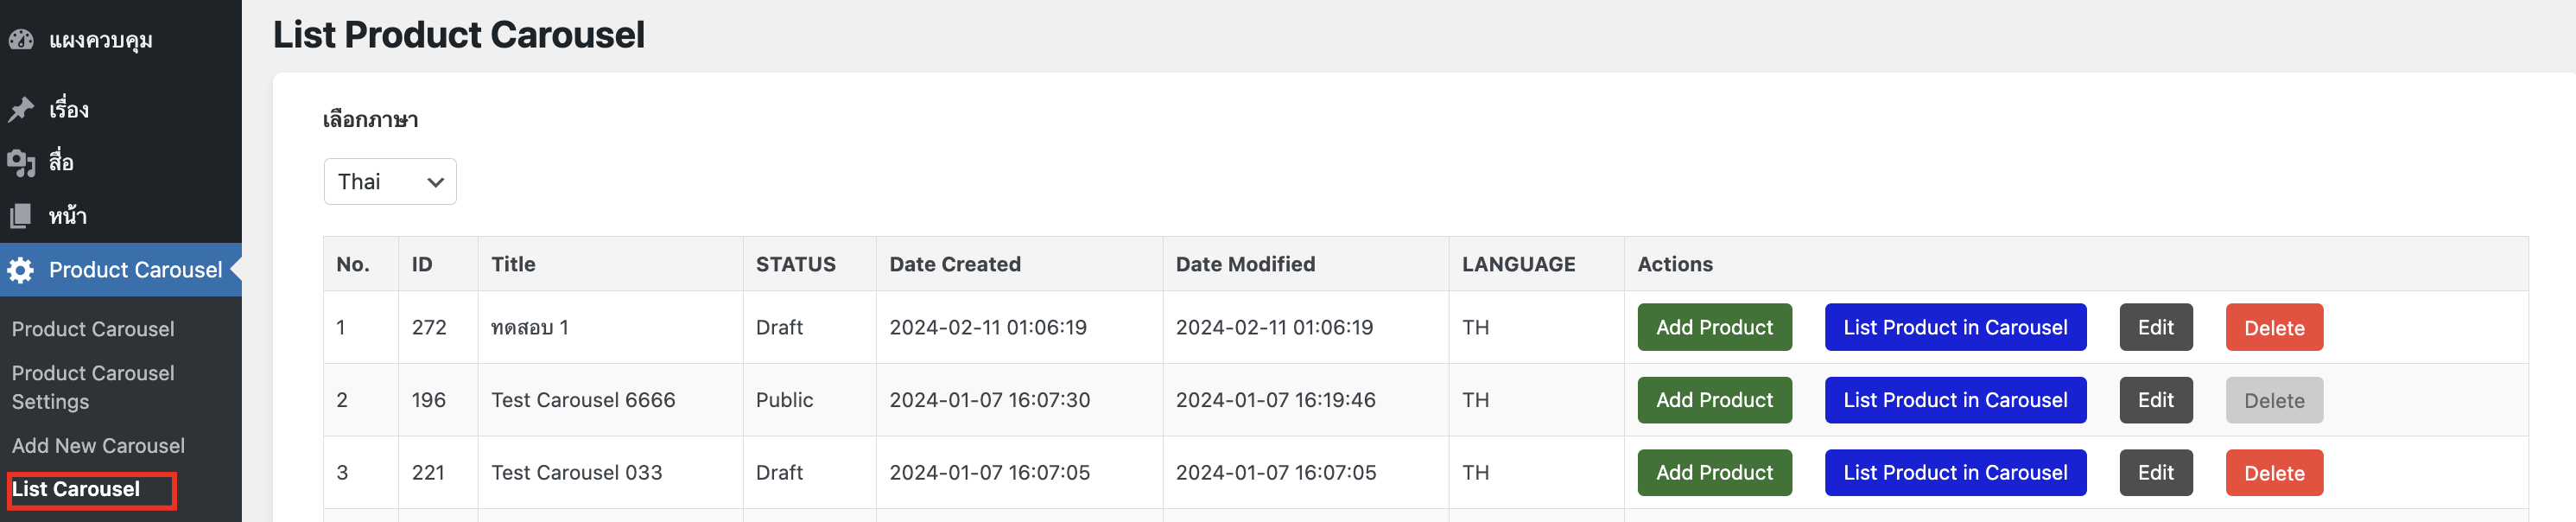 แผงควบคุม
เรื่อง
สื่อ
หน้า
Product Carousel
Product Carousel
Product Carousel
Settings
Add New Carousel
List Carousel
List Product Carousel
เลือกภาษา
Thai
No. ID Title STATUS Date Created Date Modified LANGUAGE Actions
1 272 ทดสอบ 1 Draft 2024-02-11 01:06:19 2024-02-11 01:06:19 TH Add Product List Product in Carousel Edit Delete
2 196 Test Carousel 6666 Public 2024-01-07 16:07:30 2024-01-07 16:19:46 TH Add Product List Product in Carousel Edit Delete
3 221 Test Carousel 033 Draft 2024-01-07 16:07:05 2024-01-07 16:07:05 TH Add Product List Product in Carousel Edit Delete